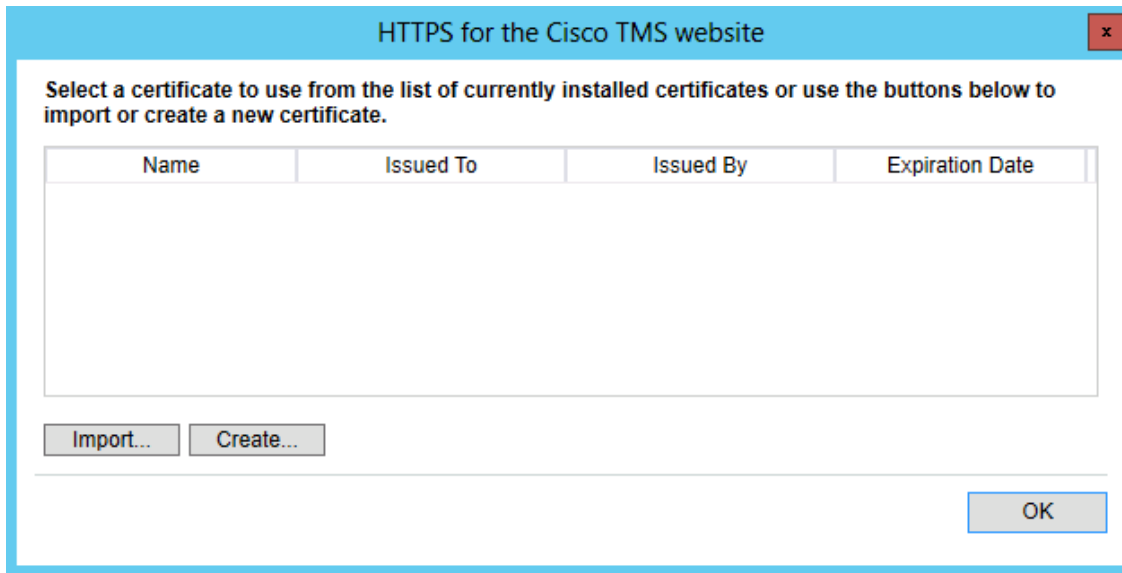 HTTPS for the Cisco TMS website
x
Select a certificate to use from the list of currently installed certificates or use the buttons below to
import or create a new certificate.
Name Issued To Issued By Expiration Date
Import... Create...
OK